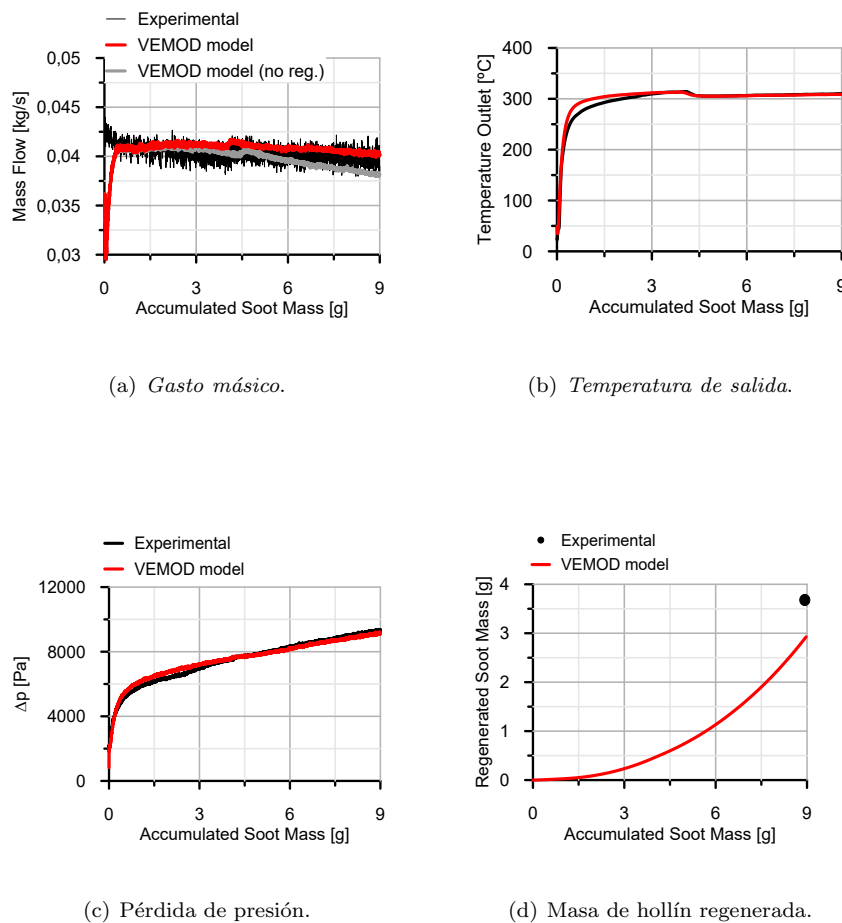 Experimental
VEMOD model
VEMOD model (no reg.)
0,05
0,045
0,04
0,035
0,03
Mass Flow [kg/s]
0 3 6 9
Accumulated Soot Mass [g]
(a) Gasto másico.
400
300
200
100
0
Temperature Outlet [ºC]
0 3 6 9
Accumulated Soot Mass [g]
(b) Temperatura de salida.
Experimental
VEMOD model
12000
8000
4000
0
Δp [Pa]
0 3 6 9
Accumulated Soot Mass [g]
(c) Pérdida de presión.
Experimental
VEMOD model
4
3
2
1
0
Regenerated Soot Mass [g]
0 3 6 9
Accumulated Soot Mass [g]
(d) Masa de hollín regenerada.